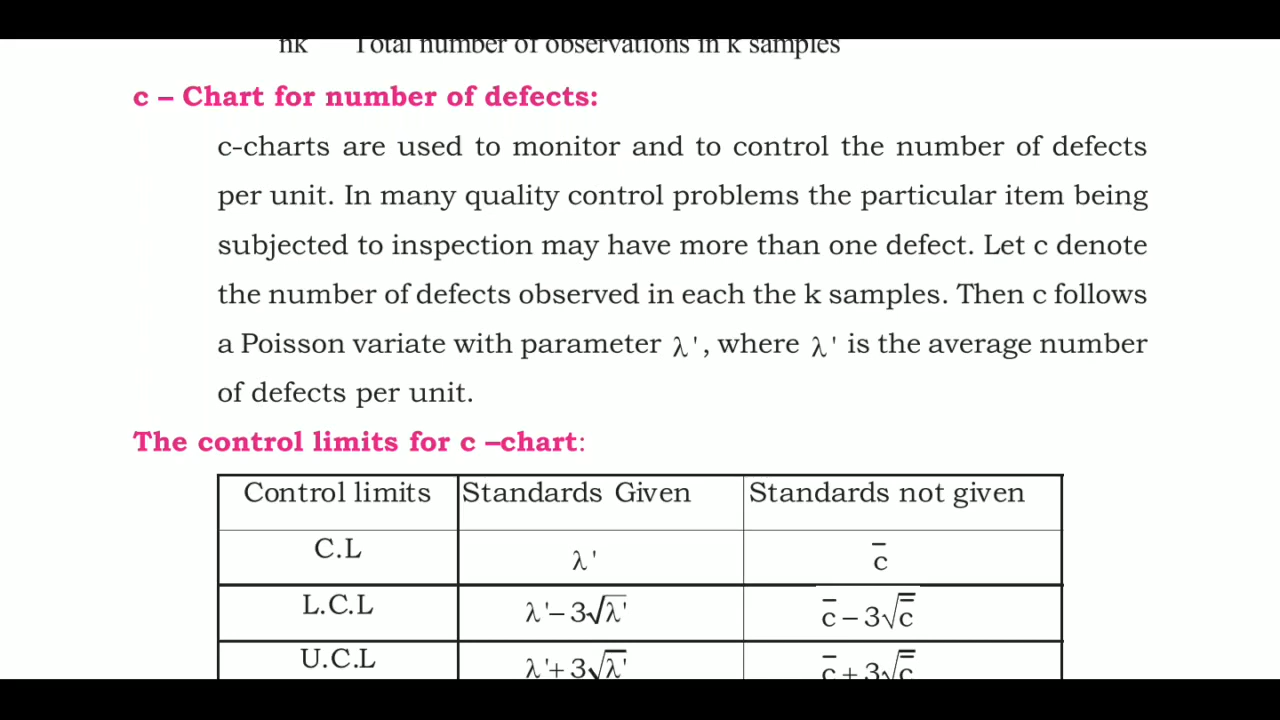 nk Total number of observations in k samples
c – Chart for number of defects:
c-charts are used to monitor and to control the number of defects
per unit. In many quality control problems the particular item being
subjected to inspection may have more than one defect. Let c denote
the number of defects observed in each the k samples. Then c follows
a Poisson variate with parameter λ', where λ' is the average number
of defects per unit.
The control limits for c –chart:
Control limits Standards Given Standards not given
C.L λ' c̅
L.C.L λ'– 3√λ' c̅ – 3√c̅
U.C.L λ'+ 3√λ' c̅ + 3√c̅